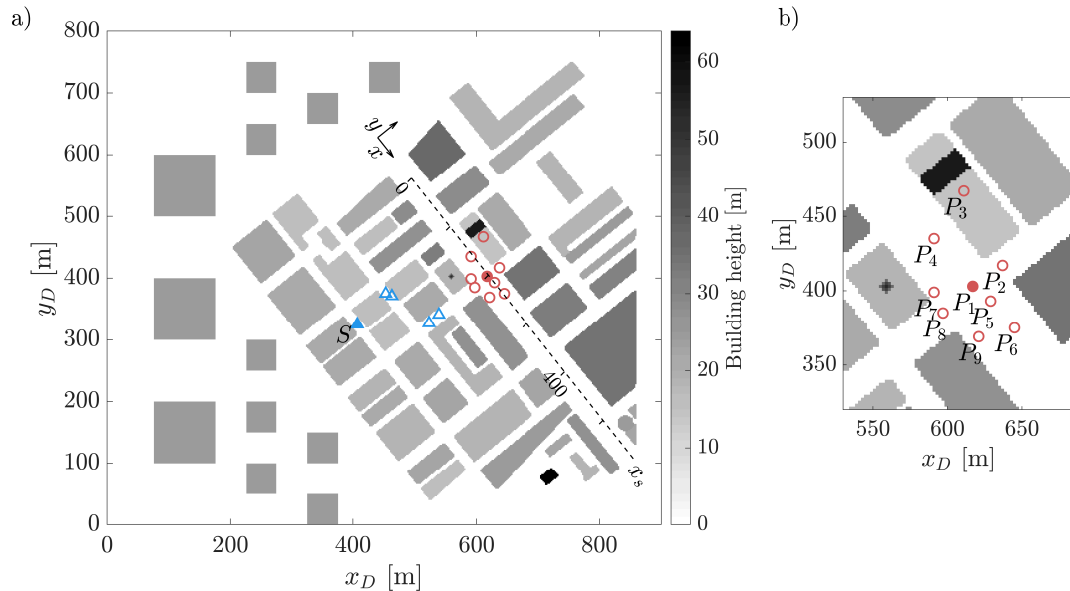 a)
800
700
600
500
400
300
200
100
0
y_D [m]
0
200
400
600
800
x_D [m]
y
x
0
400
x_s
S
60
50
40
30
20
10
0
Building height [m]
b)
500
450
400
350
y_D [m]
550
600
650
x_D [m]
P_3
P_4
P_2
P_1
P_7
P_5
P_8
P_6
P_9